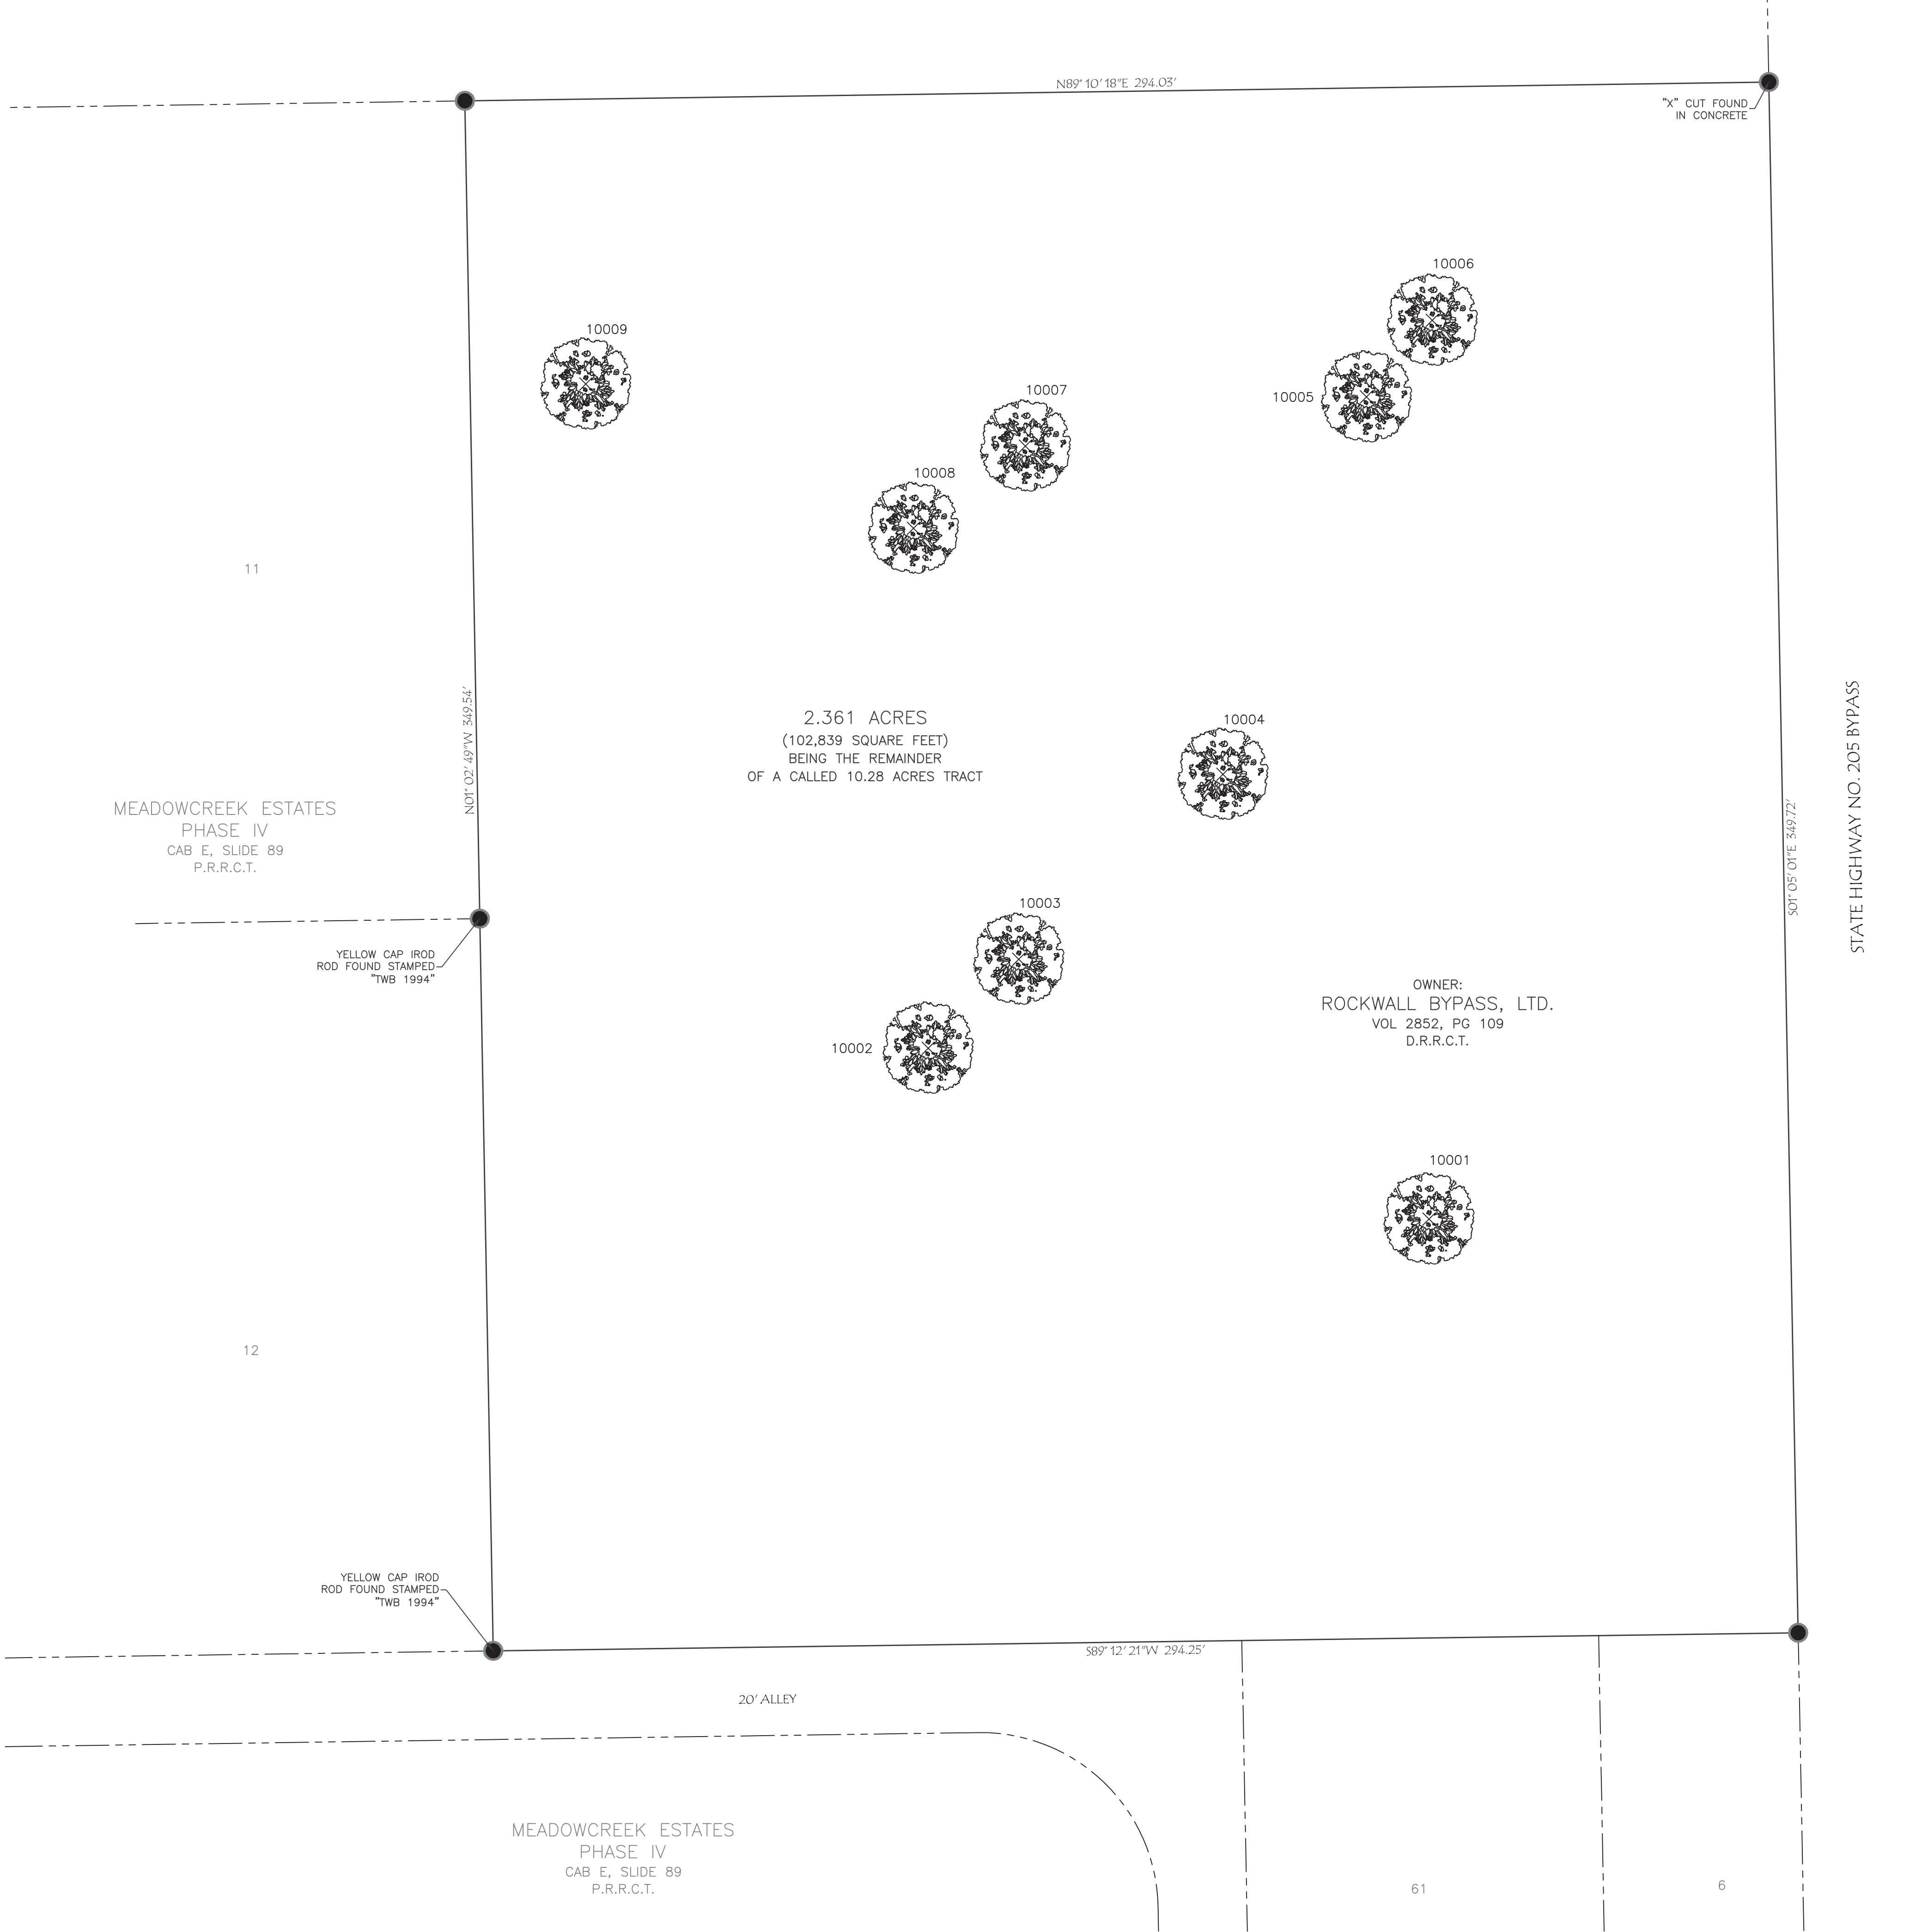 N89° 10' 18"E 294.03'
"X" CUT FOUND
IN CONCRETE
10006
10009
10007
10005
10008
11
N01° 02' 49"W 349.54'
2.361 ACRES
(102,839 SQUARE FEET)
BEING THE REMAINDER
OF A CALLED 10.28 ACRES TRACT
10004
STATE HIGHWAY NO. 205 BYPASS
S01° 05' 01"E 349.72'
MEADOWCREEK ESTATES
PHASE IV
CAB E, SLIDE 89
P.R.R.C.T.
10003
YELLOW CAP IROD
ROD FOUND STAMPED
"TWB 1994"
OWNER:
ROCKWALL BYPASS, LTD.
VOL 2852, PG 109
D.R.R.C.T.
10002
10001
12
YELLOW CAP IROD
ROD FOUND STAMPED
"TWB 1994"
S89° 12' 21"W 294.25'
20' ALLEY
MEADOWCREEK ESTATES
PHASE IV
CAB E, SLIDE 89
P.R.R.C.T.
61
6